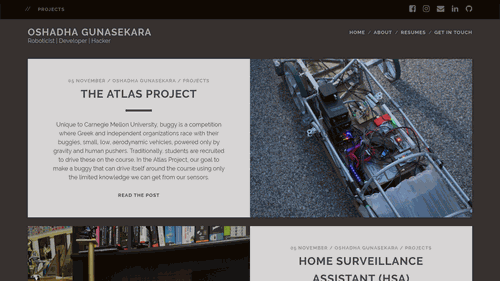 // PROJECTS
OSHADHA GUNASEKARA
Roboticist | Developer | Hacker
HOME / ABOUT / RESUMES / GET IN TOUCH
05 NOVEMBER / OSHADHA GUNASEKARA / PROJECTS
THE ATLAS PROJECT
Unique to Carnegie Mellon University, buggy is a competition
where Greek and independent organizations race with their
buggies, small, low, aerodynamic vehicles, powered only by
gravity and human pushers. Traditionally, students are recruited
to drive these on the course. In the Atlas Project, our goal to
make a buggy that can drive itself around the course using only
the limited knowledge we can get from our sensors.
READ THE POST
05 NOVEMBER / OSHADHA GUNASEKARA / PROJECTS
HOME SURVEILLANCE
ASSISTANT (HSA)